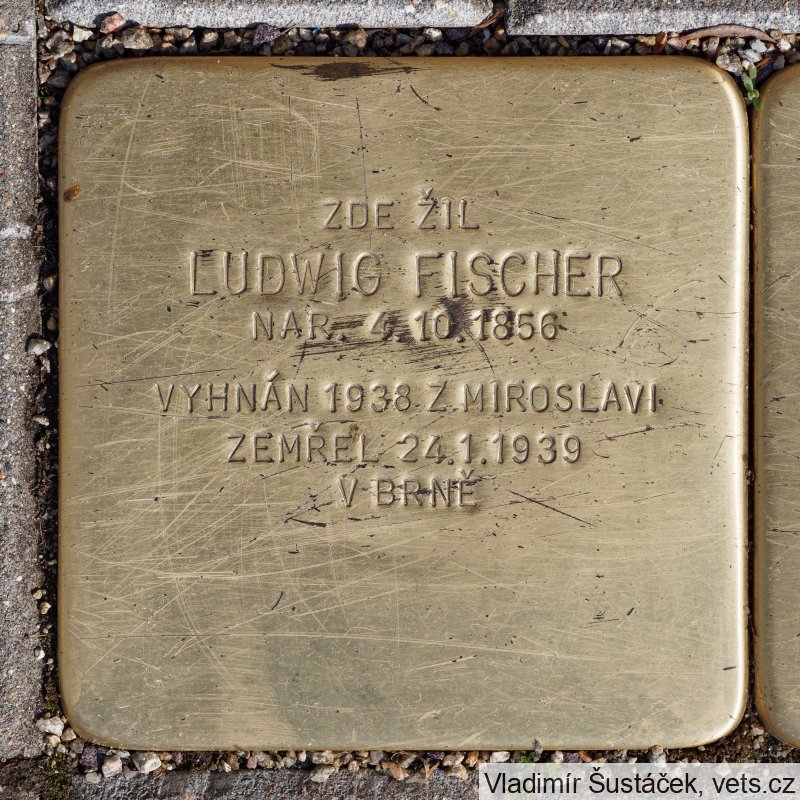 ZDE ŽIL
LUDWIG FISCHER
NAR. 4.10.1856
VYHNÁN 1938 Z MIROSLAVI
ZEMŘEL 24.1.1939
V BRNĚ
Vladimír Šustáček, vets.cz